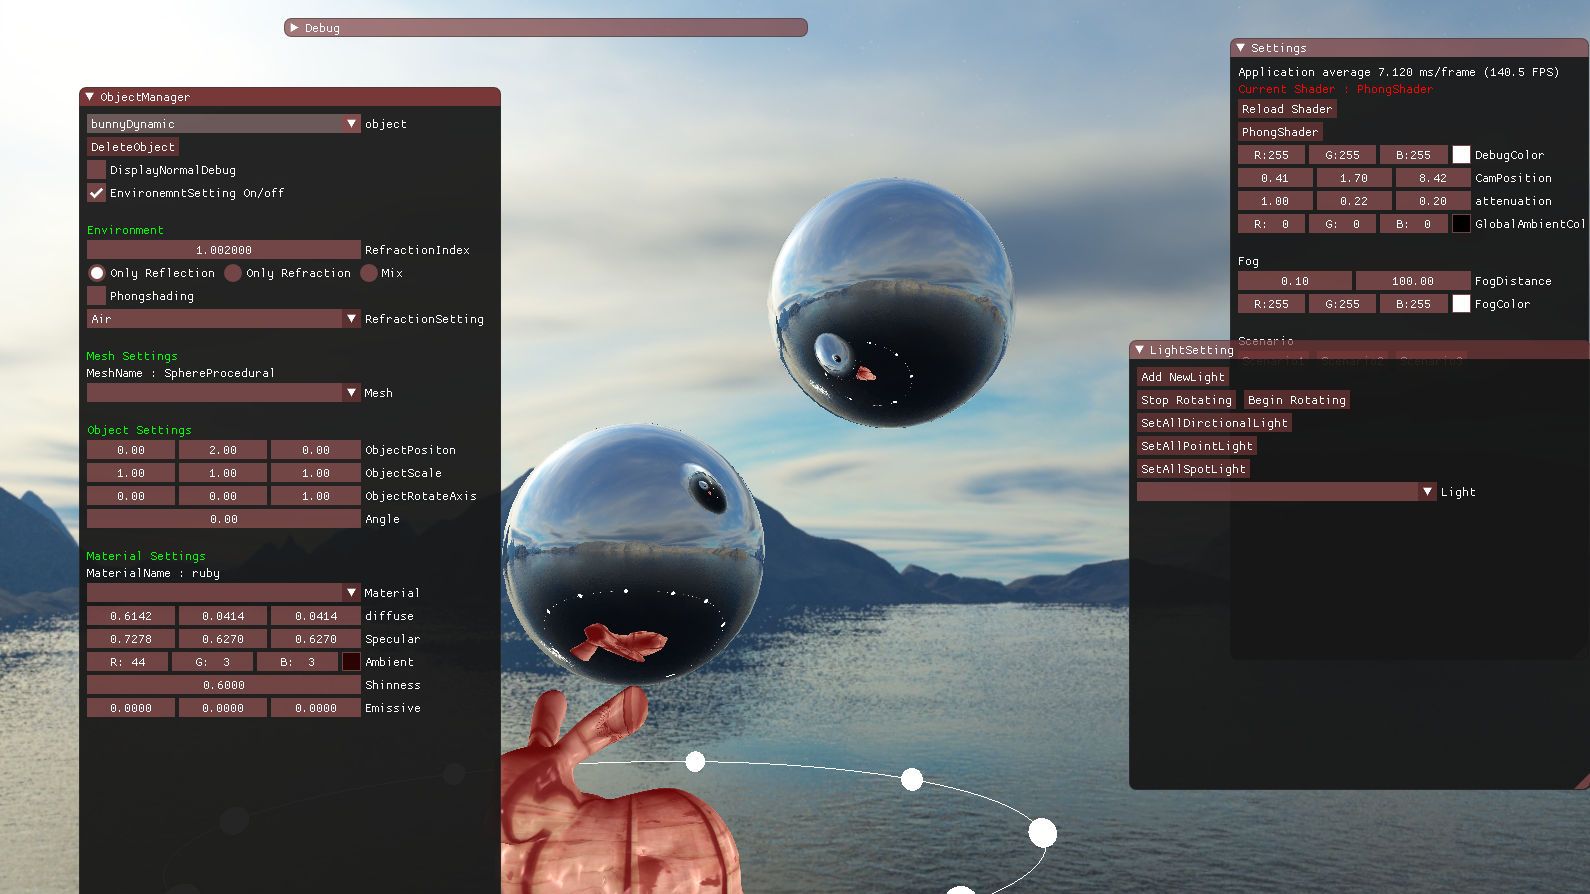 Debug
ObjectManager
bunnyDynamic object
DeleteObject
DisplayNormalDebug
EnvironemntSetting On/off
Environment
1.002000 RefractionIndex
Only Reflection Only Refraction Mix
Phongshading
Air RefractionSetting
Mesh Settings
MeshName : SphereProcedural
Mesh
Object Settings
0.00 2.00 0.00 ObjectPositon
1.00 1.00 1.00 ObjectScale
0.00 0.00 1.00 ObjectRotateAxis
0.00 Angle
Material Settings
MaterialName : ruby
Material
0.6142 0.0414 0.0414 diffuse
0.7278 0.6270 0.6270 Specular
R: 44 G: 3 B: 3 Ambient
0.6000 Shinness
0.0000 0.0000 0.0000 Emissive
Settings
Application average 7.120 ms/frame (140.5 FPS)
Current Shader : PhongShader
Reload Shader
PhongShader
R:255 G:255 B:255 DebugColor
0.41 1.70 8.42 CamPosition
1.00 0.22 0.20 attenuation
R: 0 G: 0 B: 0 GlobalAmbientCol
Fog
0.10 100.00 FogDistance
R:255 G:255 B:255 FogColor
Scenario
Scenario1 Scenario2 Scenario3
LightSetting
Add NewLight
Stop Rotating Begin Rotating
SetAllDirctionalLight
SetAllPointLight
SetAllSpotLight
Light